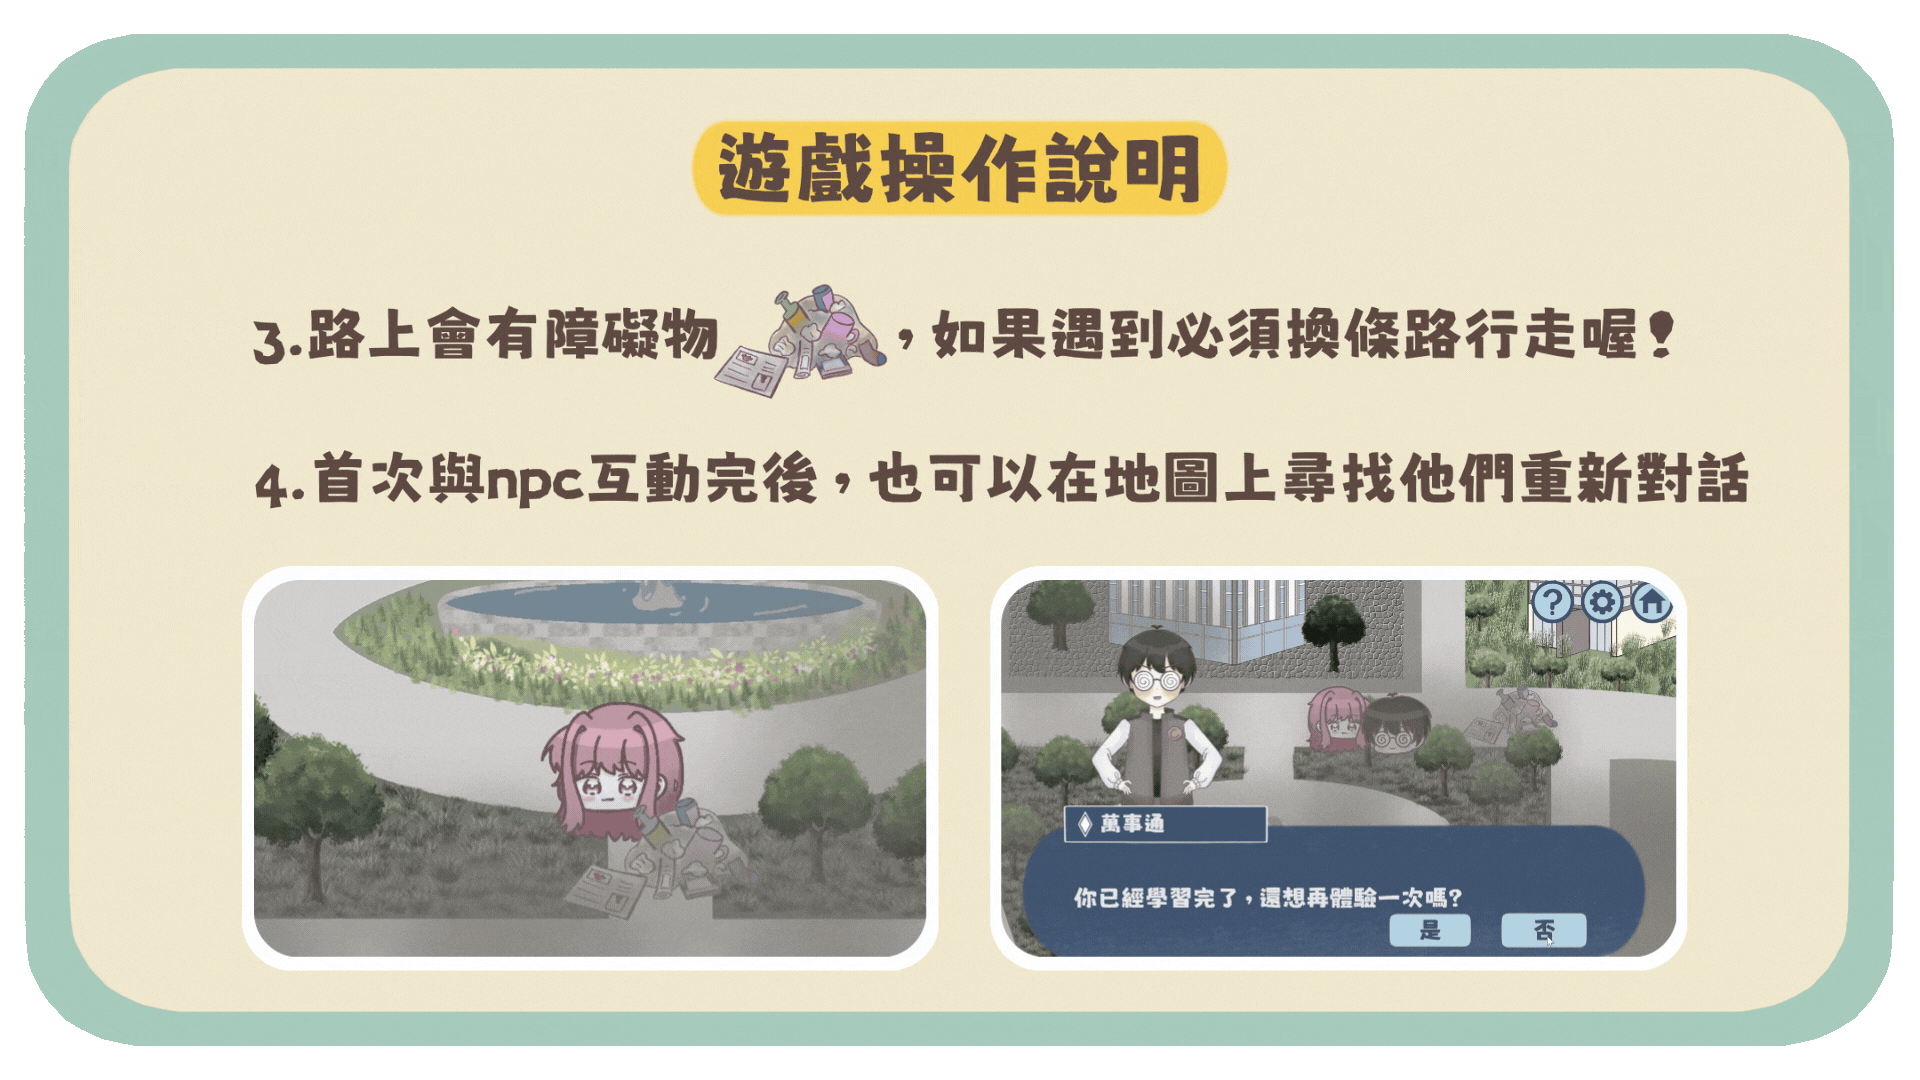 遊戲操作說明
3.路上會有障礙物，如果遇到必須換條路行走喔!
4.首次與npc互動完後，也可以在地圖上尋找他們重新對話
?
萬事通
你已經學習完了，還想再體驗一次嗎?
是 否